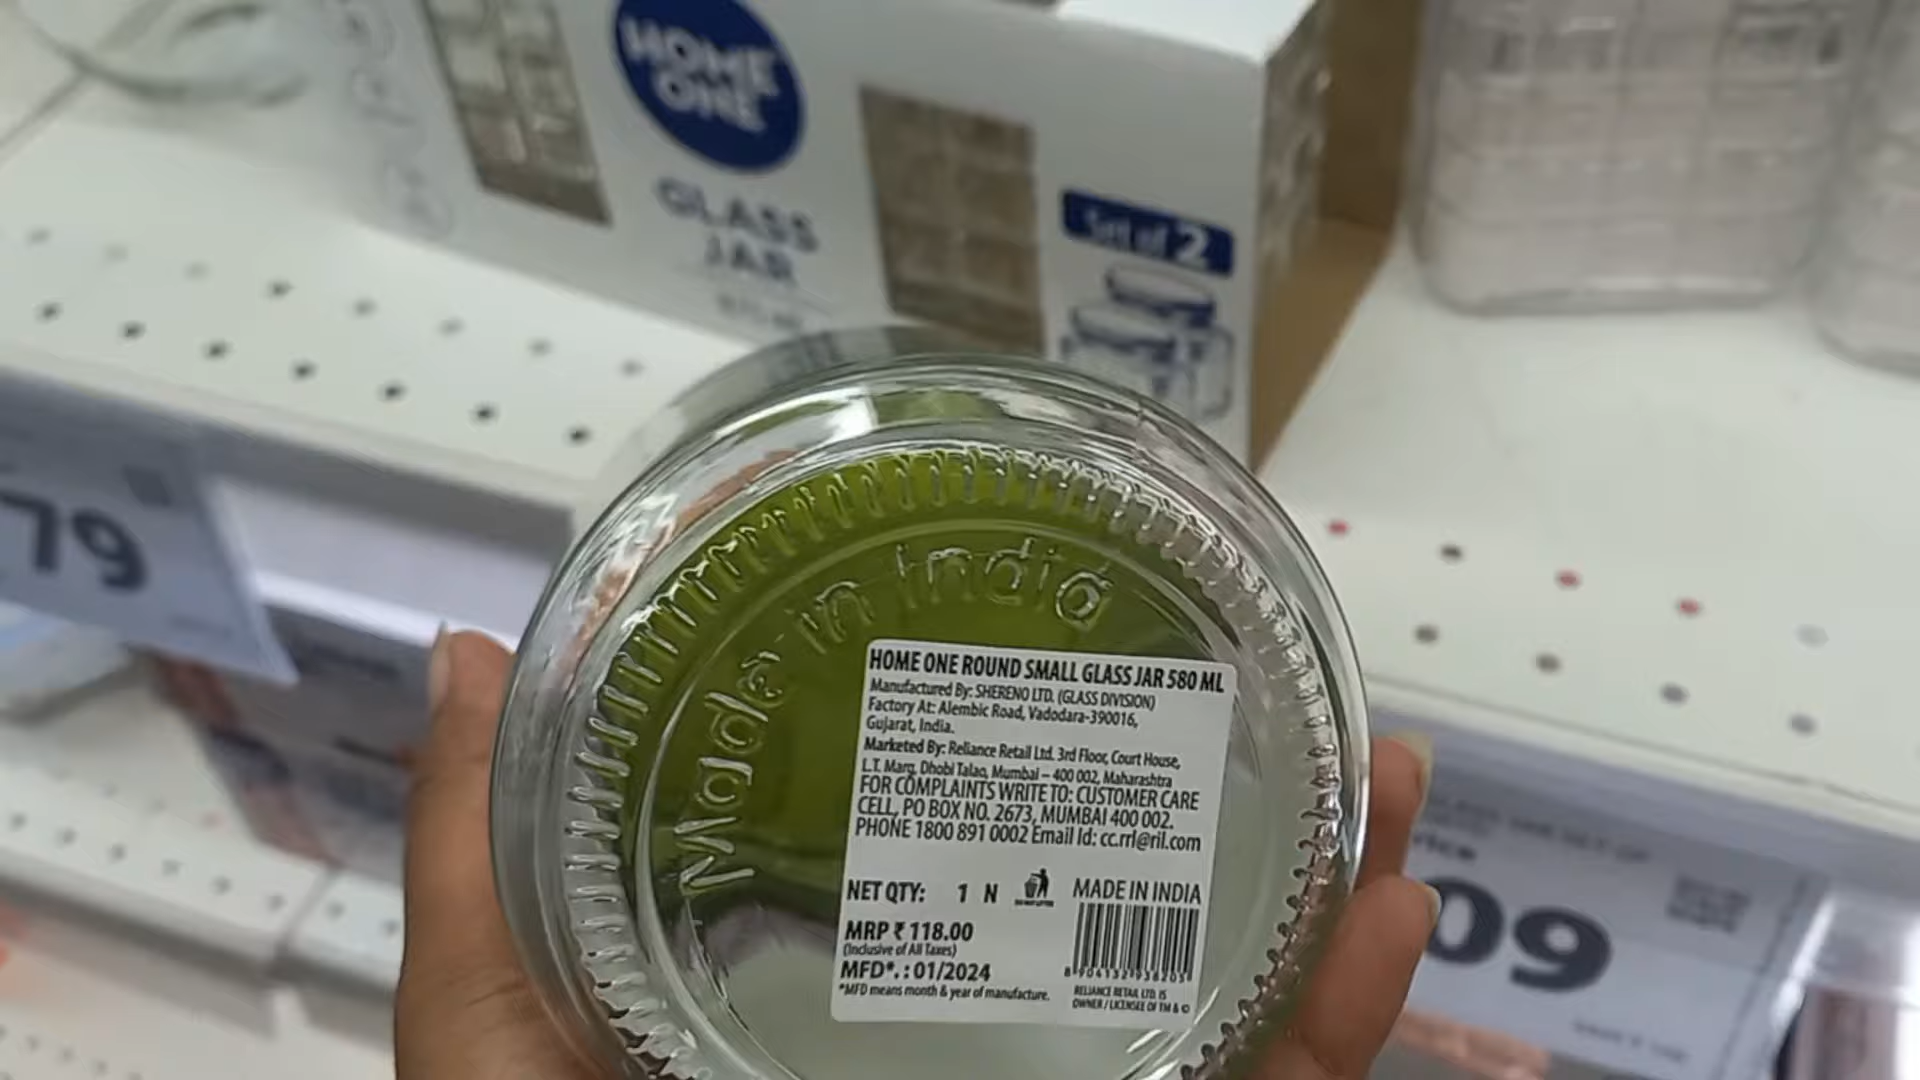 HOME
ONE
GLASS
JAR
Set of 2
79
Made in India
HOME ONE ROUND SMALL GLASS JAR 580 ML
Manufactured By: SHERENO LTD. (GLASS DIVISION)
Factory At: Alembic Road, Vadodara-390016,
Gujarat, India.
Marketed By: Reliance Retail Ltd. 3rd Floor, Court House,
L.T. Marg, Dhobi Talao, Mumbai – 400 002, Maharashtra
FOR COMPLAINTS WRITE TO: CUSTOMER CARE
CELL, PO BOX NO. 2673, MUMBAI 400 002.
PHONE 1800 891 0002 Email Id: cc.rrl@ril.com
NET QTY: 1 N
MADE IN INDIA
MRP ₹ 118.00
(Inclusive of All Taxes)
MFD*. : 01/2024
*MFD means month & year of manufacture.
RELIANCE RETAIL LTD. IS
OWNER / LICENSEE OF TM & ©
09